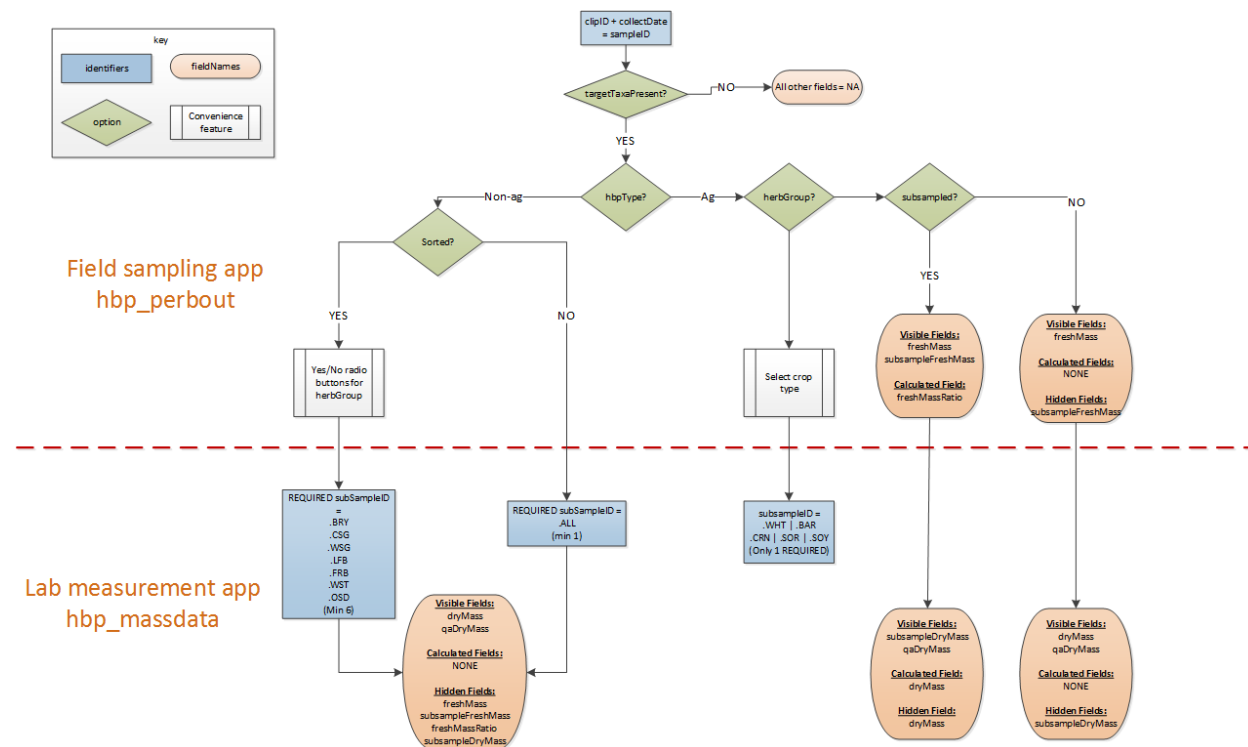 key
identifiers
fieldNames
option
Convenience
feature
clipID + collectDate
= sampleID
targetTaxaPresent?
NO
All other fields = NA
YES
Non-ag
hbpType?
Ag
herbGroup?
subsampled?
NO
Sorted?
YES
NO
YES
Field sampling app
hbp_perbout
Yes/No radio
buttons for
herbGroup
Select crop
type
Visible Fields:
freshMass
subsampleFreshMass
Calculated Field:
freshMassRatio
Visible Fields:
freshMass
Calculated Fields:
NONE
Hidden Fields:
subsampleFreshMass
Lab measurement app
hbp_massdata
REQUIRED subSampleID
=
.BRY
.CSG
.WSG
.LFB
.FRB
.WST
.OSD
(Min 6)
REQUIRED subSampleID =
.ALL
(min 1)
subsampleID =
.WHT | .BAR
.CRN | .SOR | .SOY
(Only 1 REQUIRED)
Visible Fields:
dryMass
qaDryMass
Calculated Fields:
NONE
Hidden Fields:
freshMass
subsampleFreshMass
freshMassRatio
subsampleDryMass
Visible Fields:
subsampleDryMass
qaDryMass
Calculated Field:
dryMass
Hidden Field:
dryMass
Visible Fields:
dryMass
qaDryMass
Calculated Fields:
NONE
Hidden Fields:
subsampleDryMass